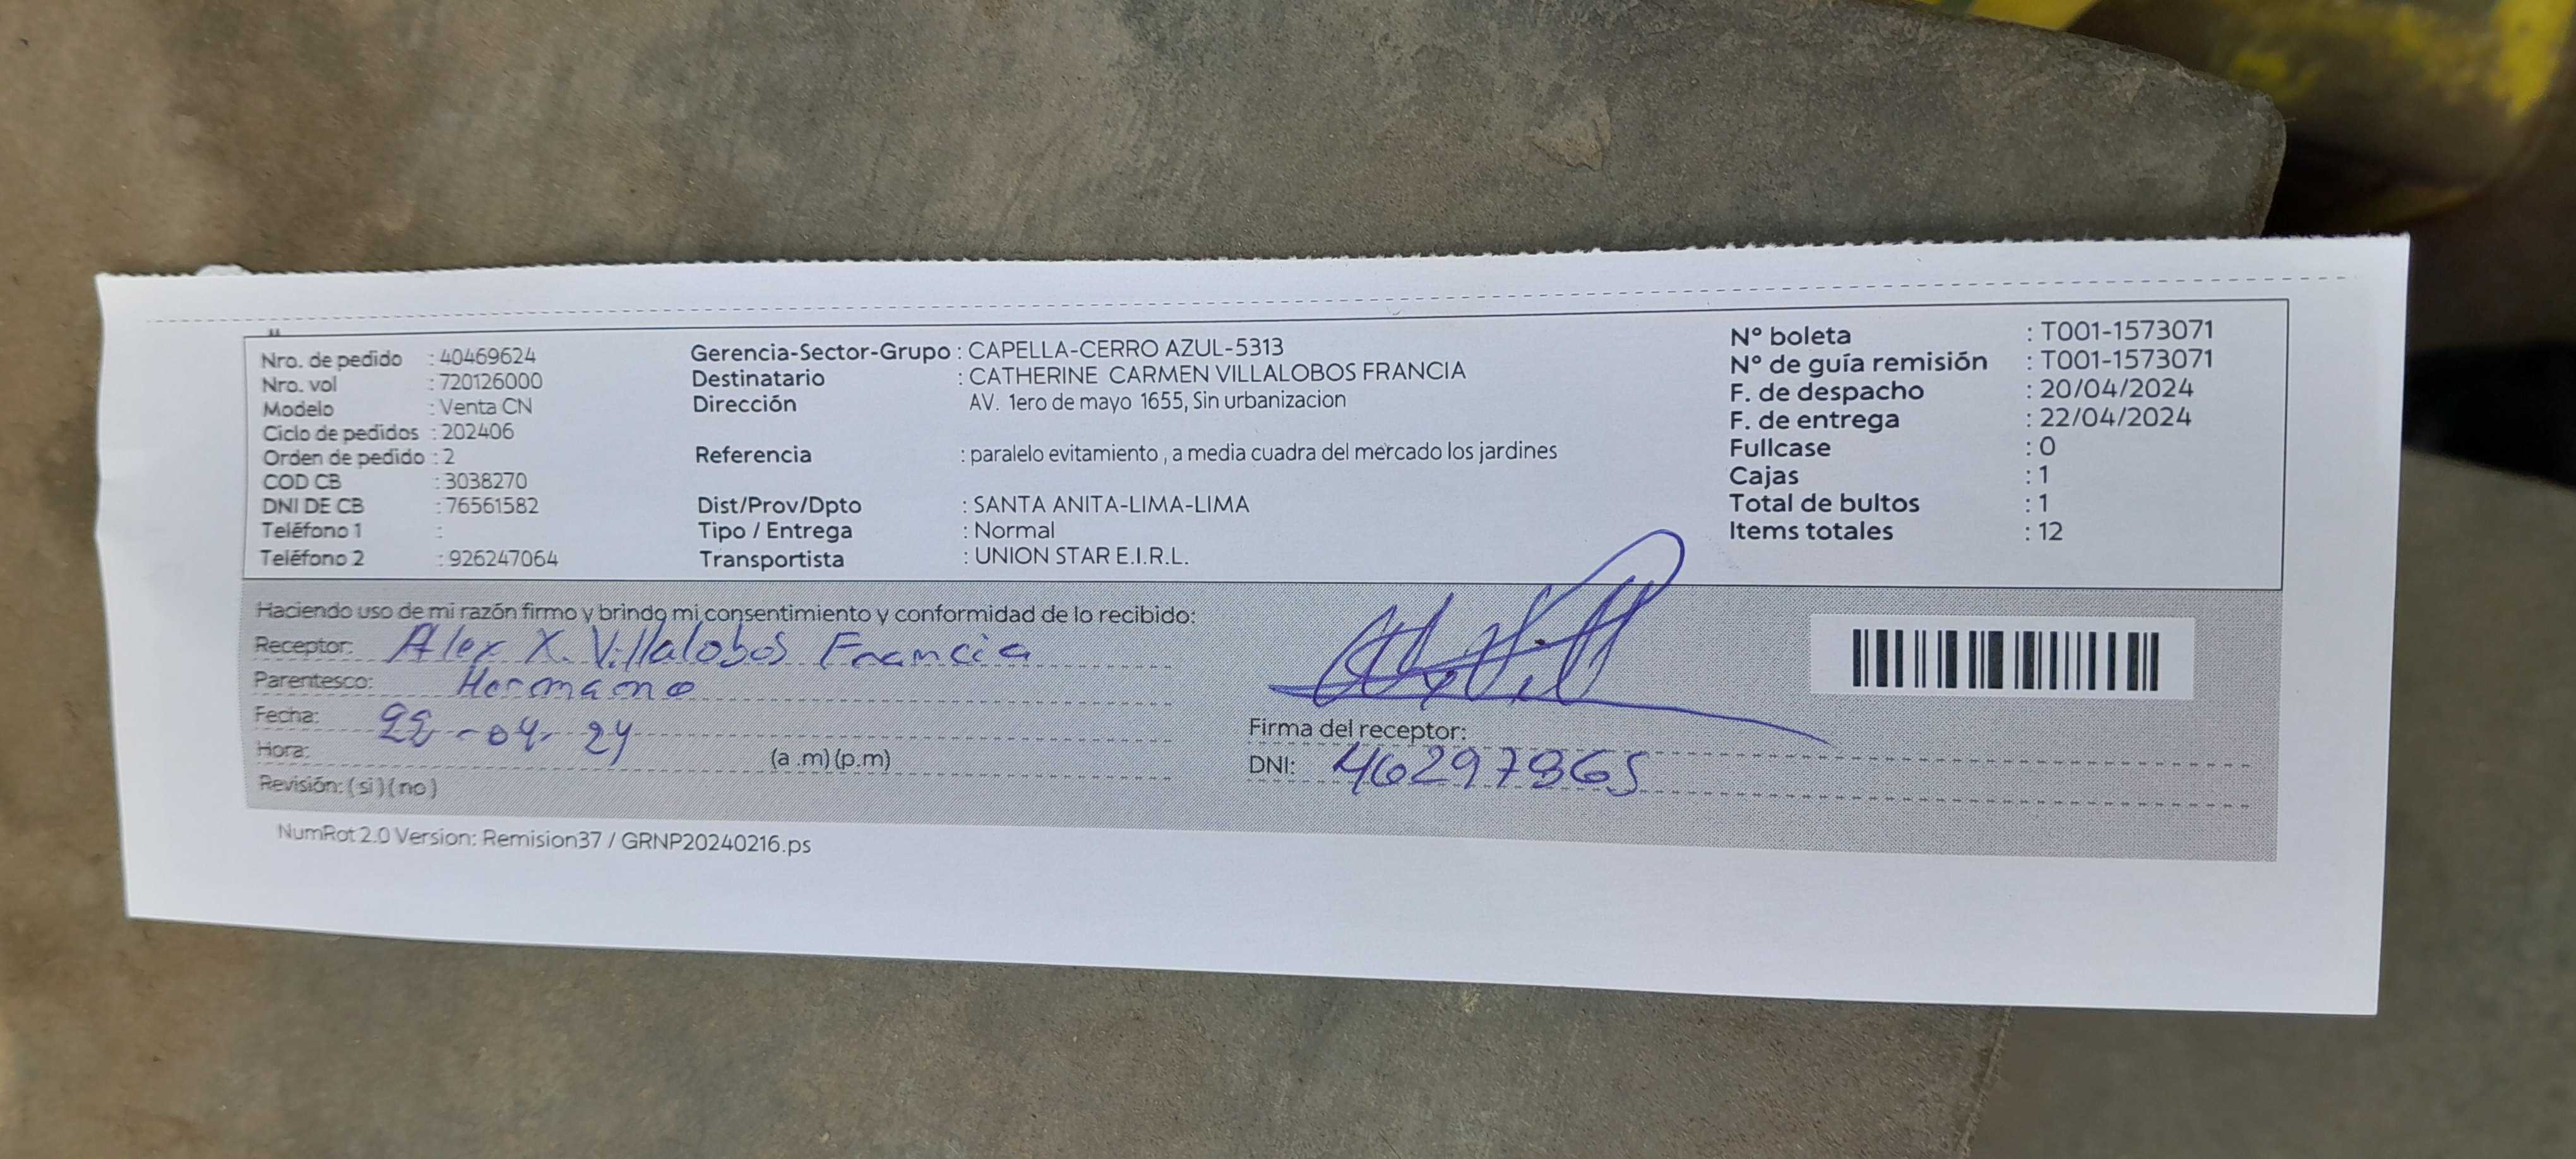 Nro. de pedido : 40469624
Nro. vol : 720126000
Modelo : Venta CN
Ciclo de pedidos : 202406
Orden de pedido : 2
COD CB : 3038270
DNI DE CB : 76561582
Teléfono 1 :
Teléfono 2 : 926247064
Gerencia-Sector-Grupo : CAPELLA-CERRO AZUL-5313
Destinatario : CATHERINE CARMEN VILLALOBOS FRANCIA
Dirección AV. 1ero de mayo 1655, Sin urbanizacion
Referencia : paralelo evitamiento , a media cuadra del mercado los jardines
Dist/Prov/Dpto : SANTA ANITA-LIMA-LIMA
Tipo / Entrega : Normal
Transportista : UNION STAR E.I.R.L.
Nº boleta : T001-1573071
Nº de guía remisión : T001-1573071
F. de despacho : 20/04/2024
F. de entrega : 22/04/2024
Fullcase : 0
Cajas : 1
Total de bultos : 1
Items totales : 12
Haciendo uso de mi razón firmo y brindo mi consentimiento y conformidad de lo recibido:
Receptor: Alex X. Villalobos Francia
Parentesco: Hermano
Fecha: 22-04-24
Hora: (a .m) (p.m)
Revisión: ( si ) ( no )
Firma del receptor:
DNI: 46297865
NumRot 2.0 Version: Remision37 / GRNP20240216.ps